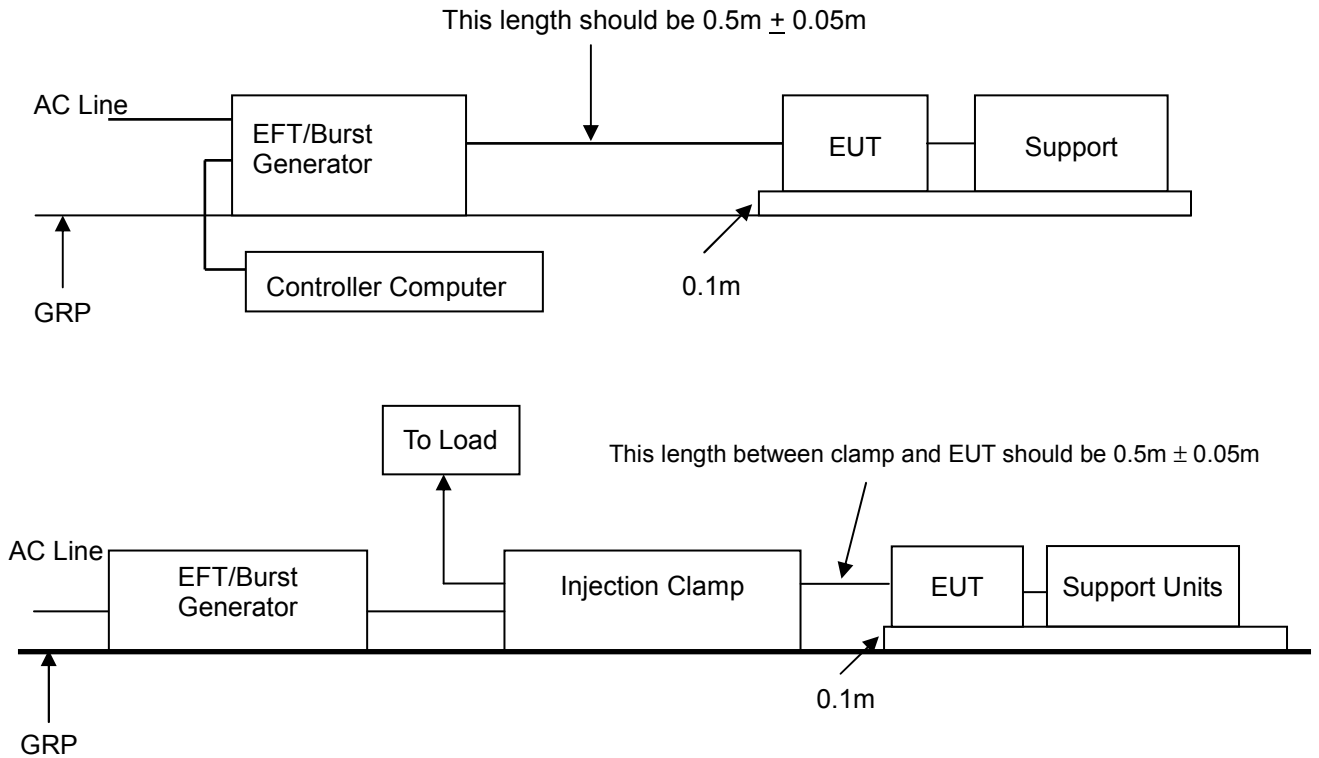 This length should be 0.5m ± 0.05m
AC Line
EFT/Burst
Generator
EUT
Support
Controller Computer
0.1m
GRP
To Load
This length between clamp and EUT should be 0.5m ± 0.05m
AC Line
EFT/Burst
Generator
Injection Clamp
EUT
Support Units
0.1m
GRP